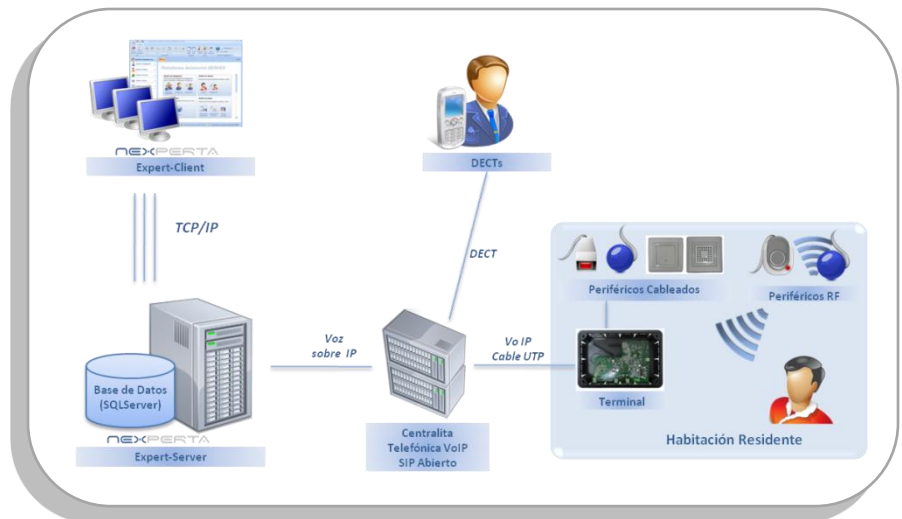 NEXPERTA
Expert-Client
TCP/IP
DECTs
DECT
Periféricos Cableados
Periféricos RF
Base de Datos
(SQLServer)
NEXPERTA
Expert-Server
Voz
sobre IP
Centralita
Telefónica VoIP
SIP Abierto
Vo IP
Cable UTP
Terminal
Habitación Residente